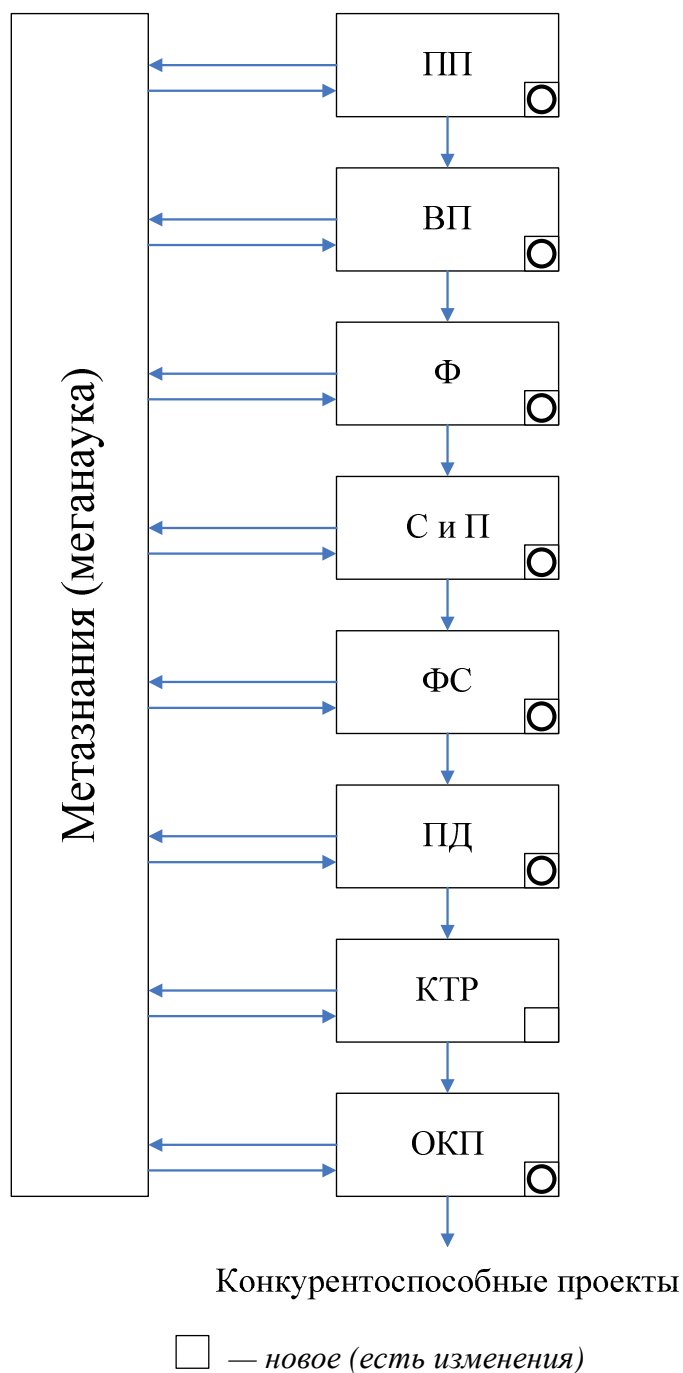 Метазнания (меганаука)
ПП
ВП
Ф
С и П
ФС
ПД
КТР
ОКП
Конкурентоспособные проекты
— новое (есть изменения)